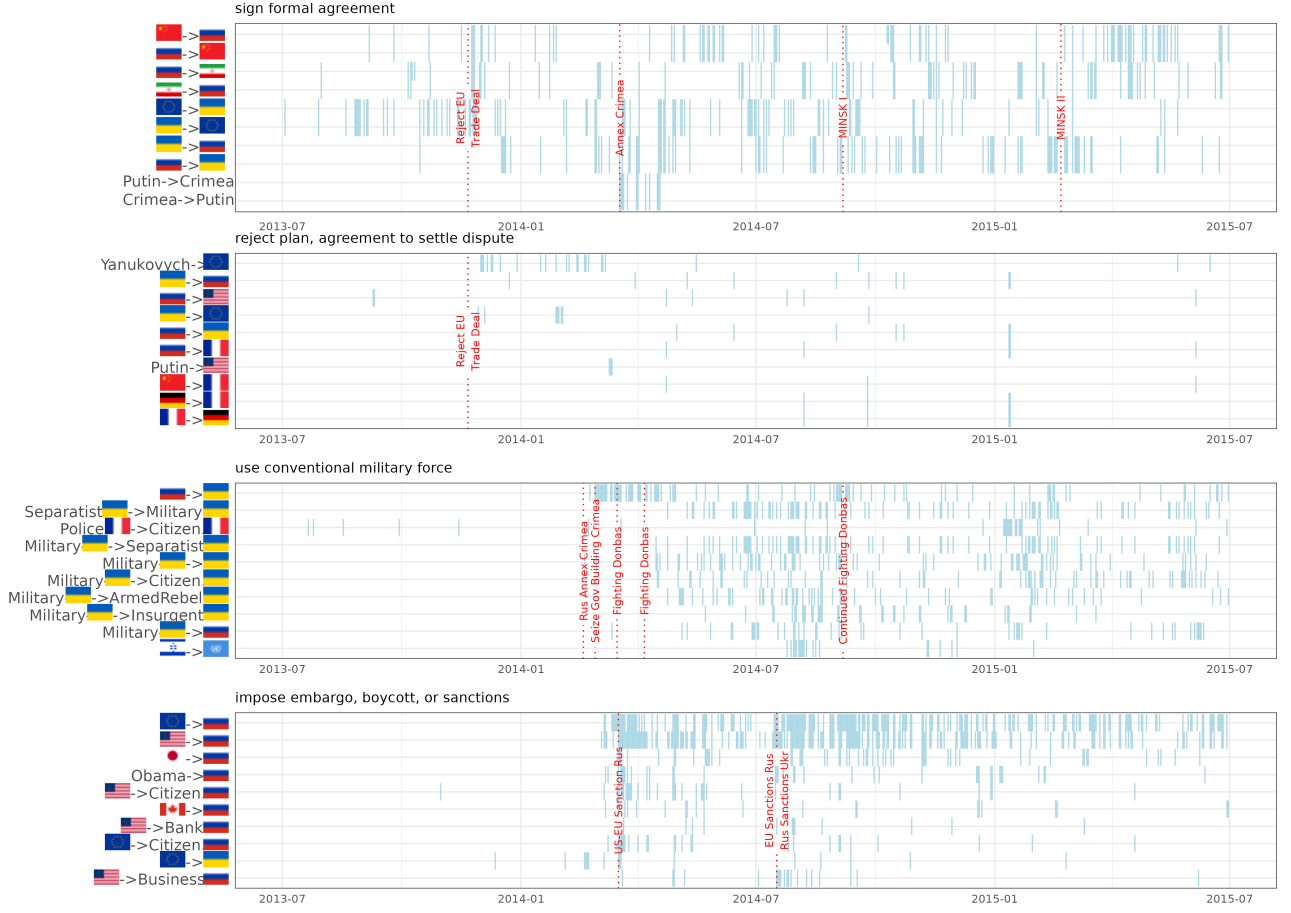 sign formal agreement
->
->
->
->
->
->
->
->
Putin->Crimea
Crimea->Putin
Reject EU
Trade Deal
Annex Crimea
MINSK I
MINSK II
2013-07
2014-01
2014-07
2015-01
2015-07
reject plan, agreement to settle dispute
Yanukovych->
->
->
->
->
->
Putin->
->
->
->
Reject EU
Trade Deal
2013-07
2014-01
2014-07
2015-01
2015-07
use conventional military force
->
Separatist->Military
Police->Citizen
Military->Separatist
Military->
Military->Citizen
Military->ArmedRebel
Military->Insurgent
Military->
->
Rus Annex Crimea
Seize Gov Building Crimea
Fighting Donbas
Fighting Donbas
Continued Fighting Donbas
2013-07
2014-01
2014-07
2015-01
2015-07
impose embargo, boycott, or sanctions
->
->
->
Obama->
->Citizen
->
->Bank
->Citizen
->
->Business
US-EU Sanction Rus
EU Sanctions Rus
Rus Sanctions Ukr
2013-07
2014-01
2014-07
2015-01
2015-07